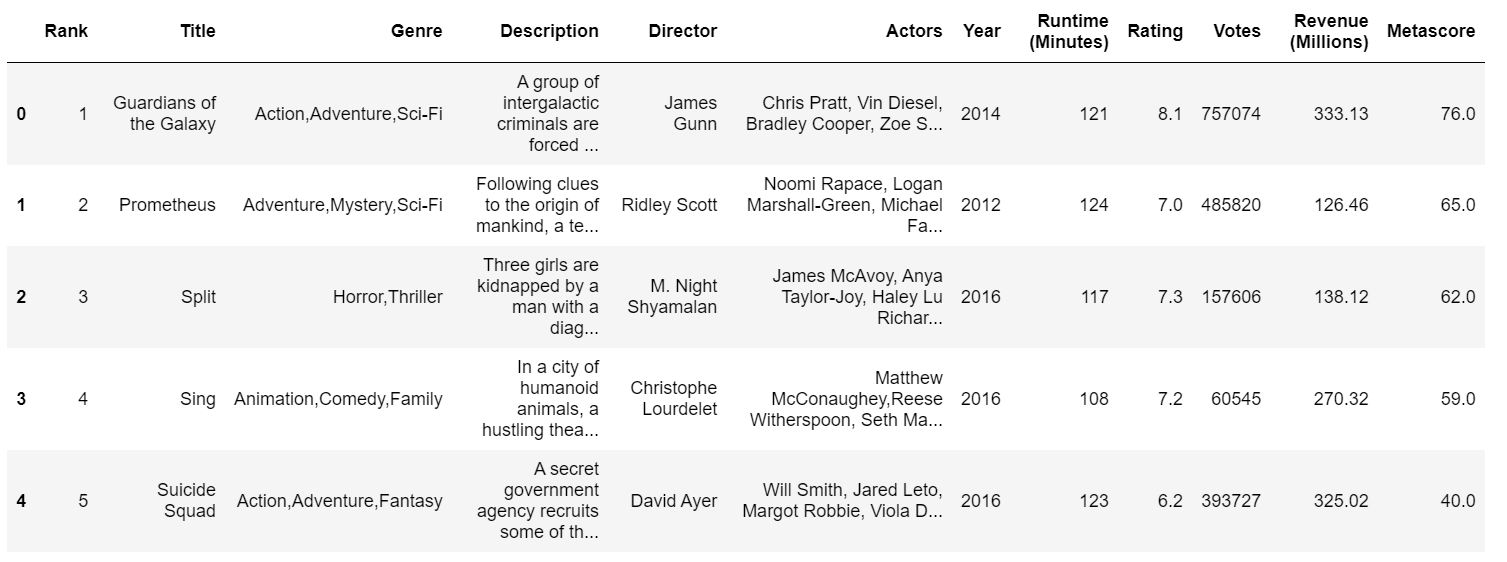 Rank Title Genre Description Director Actors Year Runtime (Minutes) Rating Votes Revenue (Millions) Metascore
0 1 Guardians of the Galaxy Action,Adventure,Sci-Fi A group of intergalactic criminals are forced ... James Gunn Chris Pratt, Vin Diesel, Bradley Cooper, Zoe S... 2014 121 8.1 757074 333.13 76.0
1 2 Prometheus Adventure,Mystery,Sci-Fi Following clues to the origin of mankind, a te... Ridley Scott Noomi Rapace, Logan Marshall-Green, Michael Fa... 2012 124 7.0 485820 126.46 65.0
2 3 Split Horror,Thriller Three girls are kidnapped by a man with a diag... M. Night Shyamalan James McAvoy, Anya Taylor-Joy, Haley Lu Richar... 2016 117 7.3 157606 138.12 62.0
3 4 Sing Animation,Comedy,Family In a city of humanoid animals, a hustling thea... Christophe Lourdelet Matthew McConaughey,Reese Witherspoon, Seth Ma... 2016 108 7.2 60545 270.32 59.0
4 5 Suicide Squad Action,Adventure,Fantasy A secret government agency recruits some of th... David Ayer Will Smith, Jared Leto, Margot Robbie, Viola D... 2016 123 6.2 393727 325.02 40.0